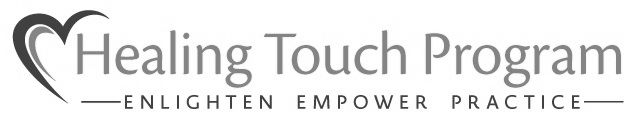 Healing Touch Program
ENLIGHTEN EMPOWER PRACTICE